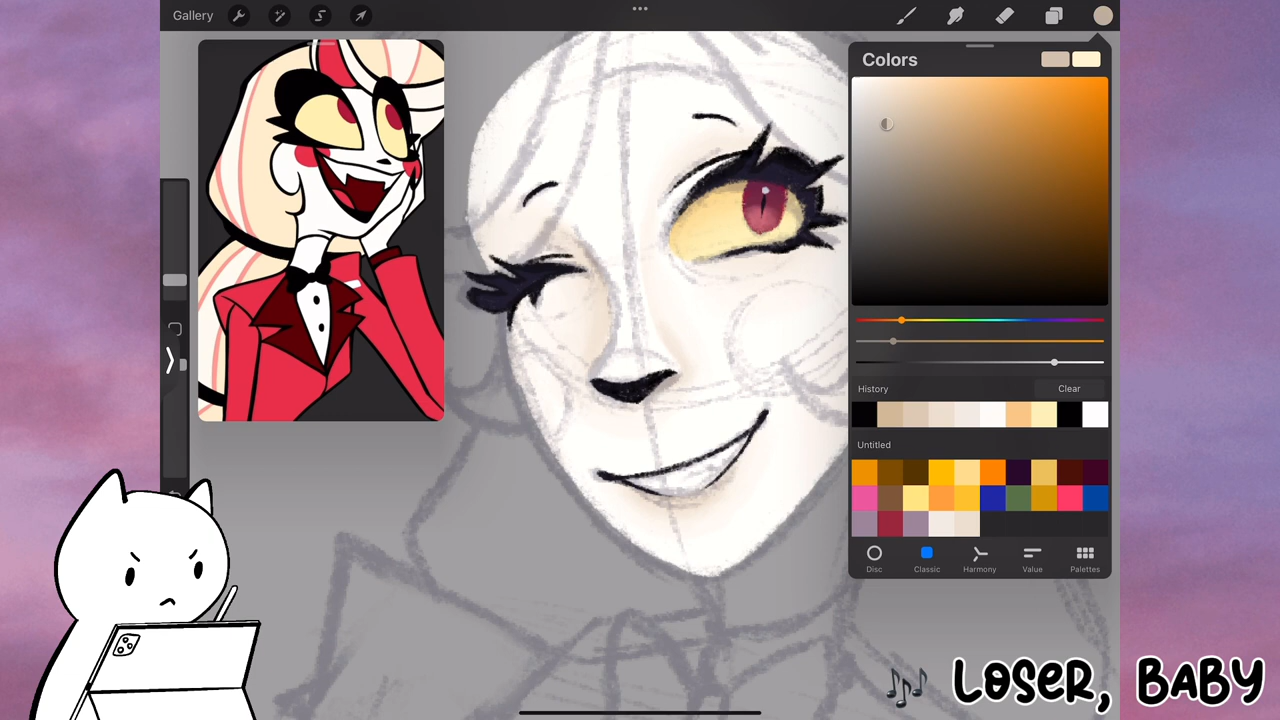 Gallery
Colors
History
Clear
Untitled
Disc
Classic
Harmony
Value
Palettes
LOSER, BABY